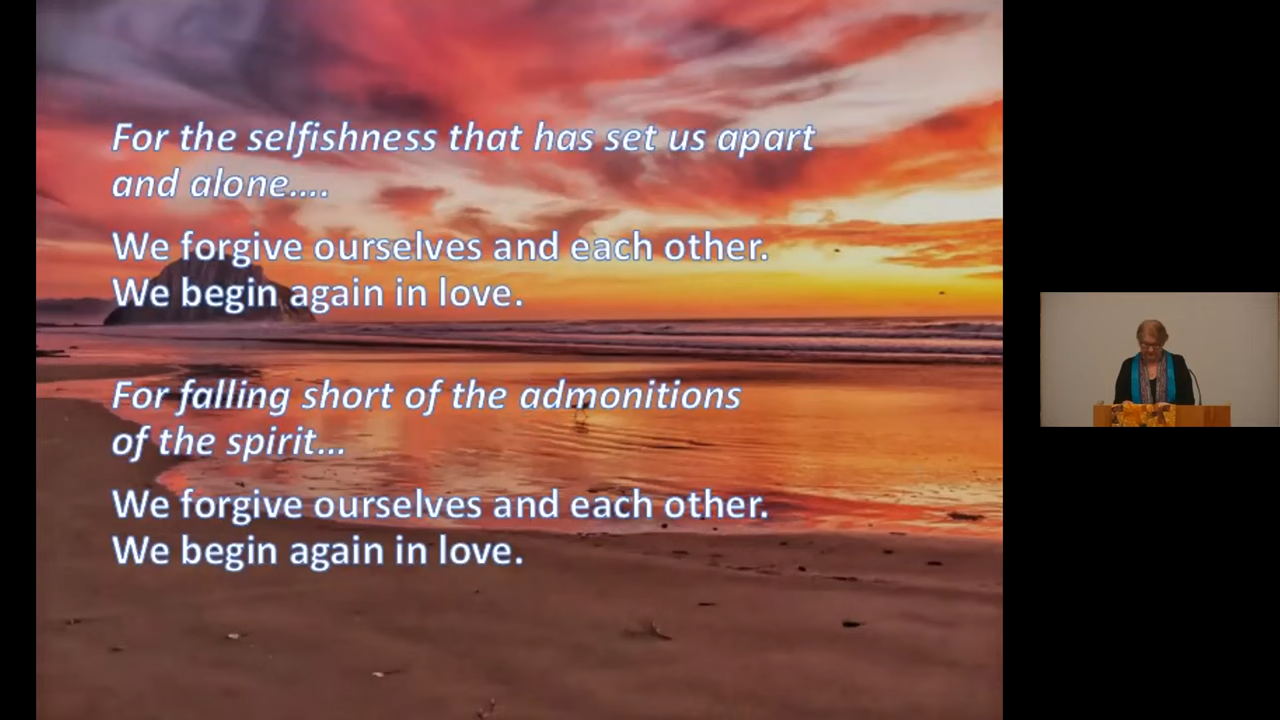 For the selfishness that has set us apart
and alone....
We forgive ourselves and each other.
We begin again in love.
For falling short of the admonitions
of the spirit...
We forgive ourselves and each other.
We begin again in love.